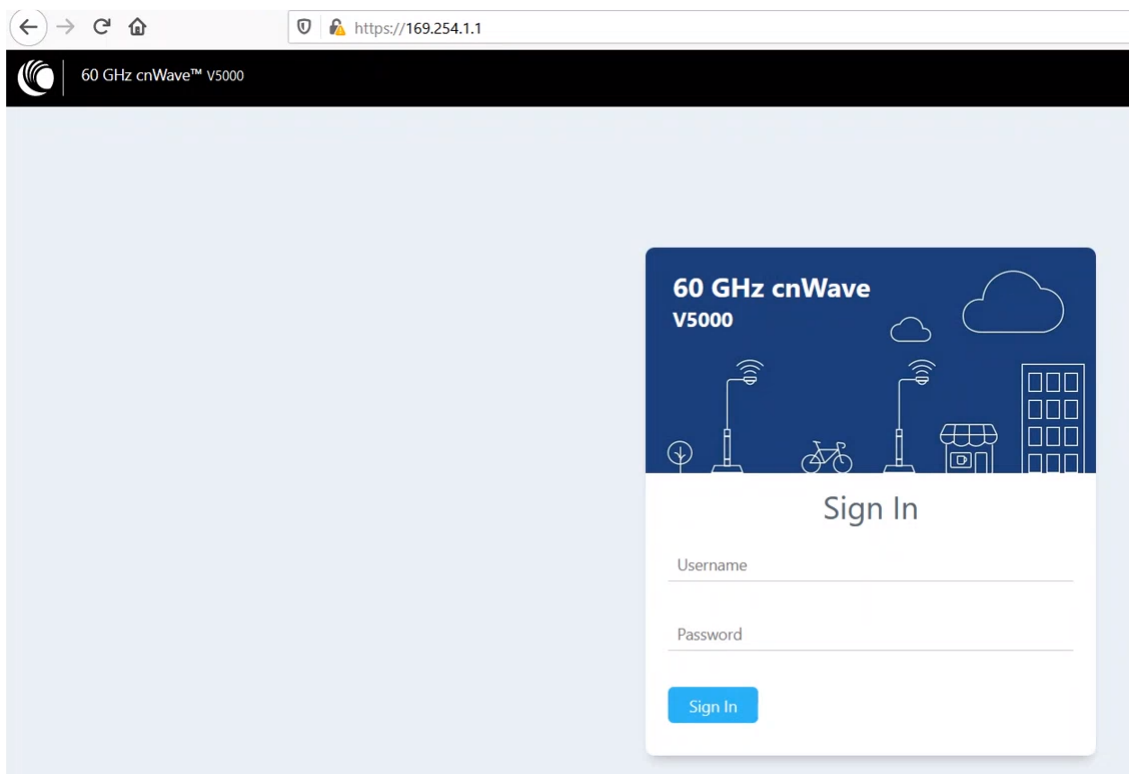 https://169.254.1.1
60 GHz cnWave™ V5000
60 GHz cnWave
V5000
Sign In
Username
Password
Sign In